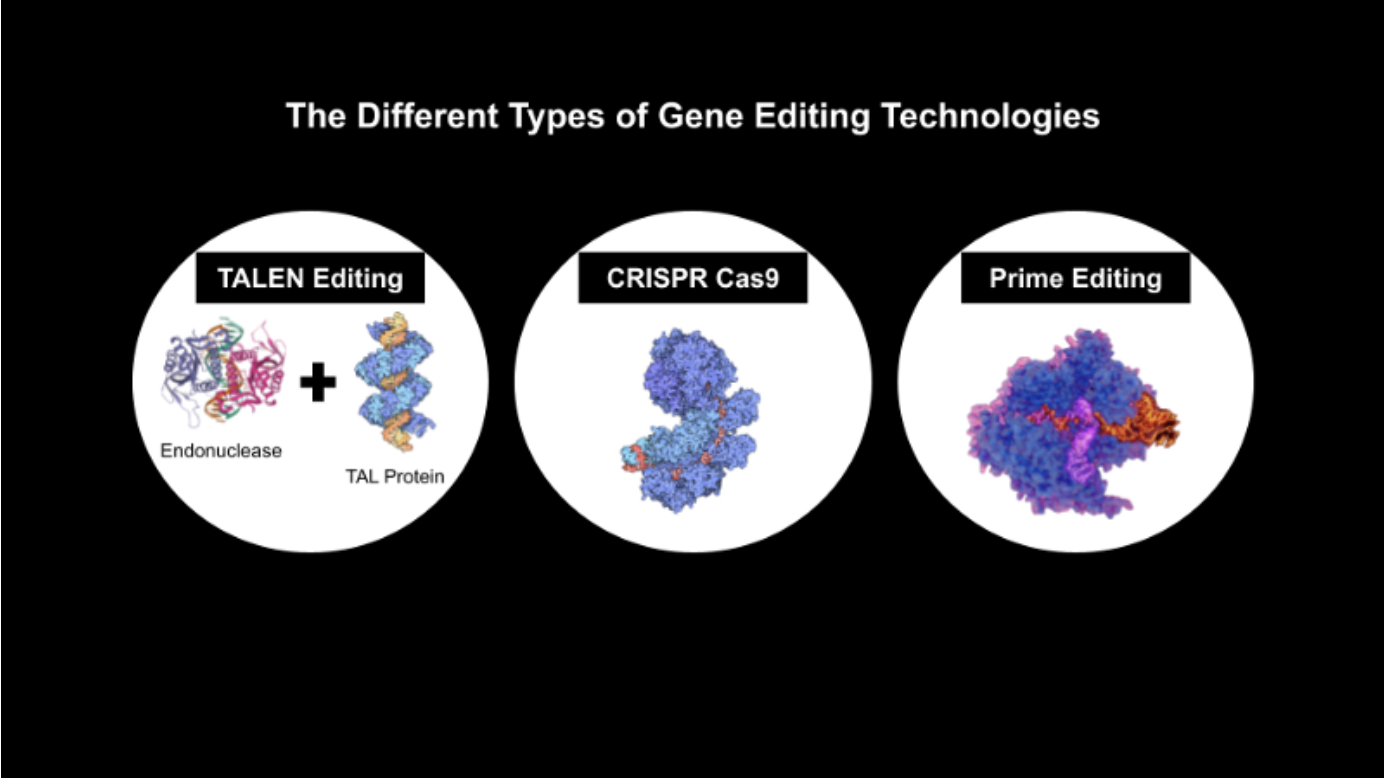 The Different Types of Gene Editing Technologies
TALEN Editing
CRISPR Cas9
Prime Editing
Endonuclease
TAL Protein